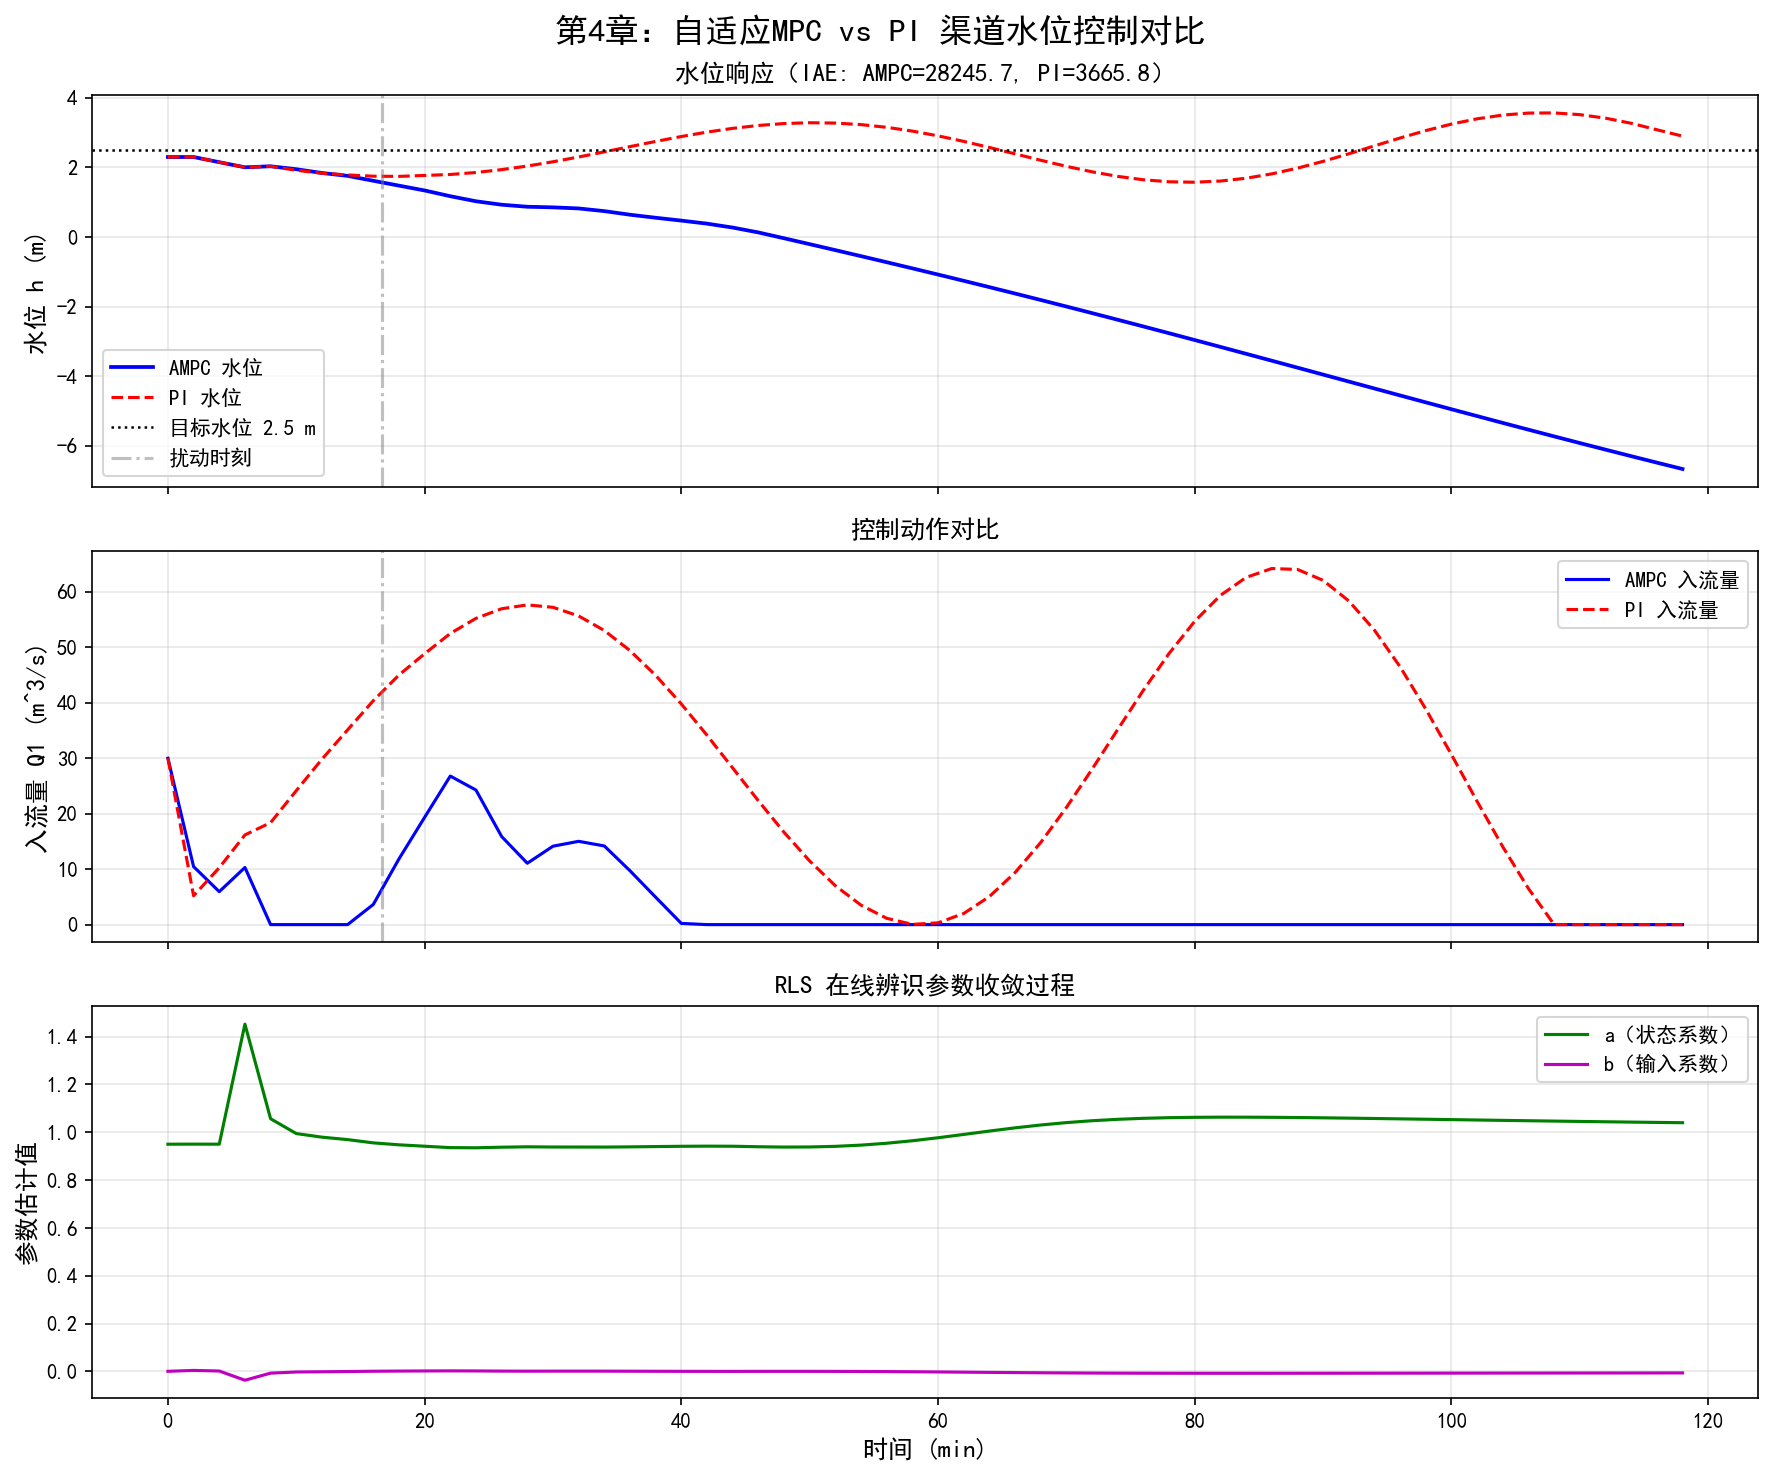 第4章：自适应MPC vs PI 渠道水位控制对比
水位响应（IAE: AMPC=28245.7, PI=3665.8）
4
2
0
−2
−4
−6
水位 h (m)
AMPC 水位
PI 水位
目标水位 2.5 m
扰动时刻
控制动作对比
60
50
40
30
20
10
0
入流量 Q1 (m^3/s)
AMPC 入流量
PI 入流量
RLS 在线辨识参数收敛过程
1.4
1.2
1.0
0.8
0.6
0.4
0.2
0.0
参数估计值
a（状态系数）
b（输入系数）
0
20
40
60
80
100
120
时间 (min)